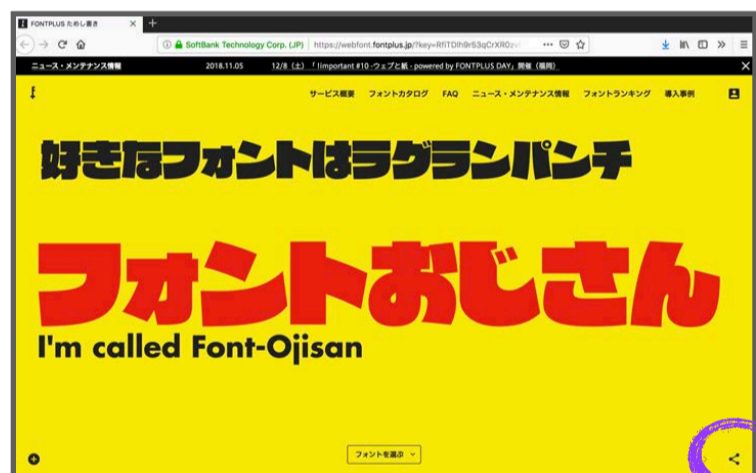 FONTPLUS ためし書き
SoftBank Technology Corp. (JP) https://webfont.fontplus.jp/?key=RfiTDIh9r53qCrXR0zv
ニュース・メンテナンス情報 2018.11.05 12/8（土）「!important #10 -ウェブと紙 - powered by FONTPLUS DAY」開催（福岡）
サービス概要 フォントカタログ FAQ ニュース・メンテナンス情報 フォントランキング 導入事例
好きなフォントはラグランパンチ
フォントおじさん
I'm called Font-Ojisan
フォントを選ぶ